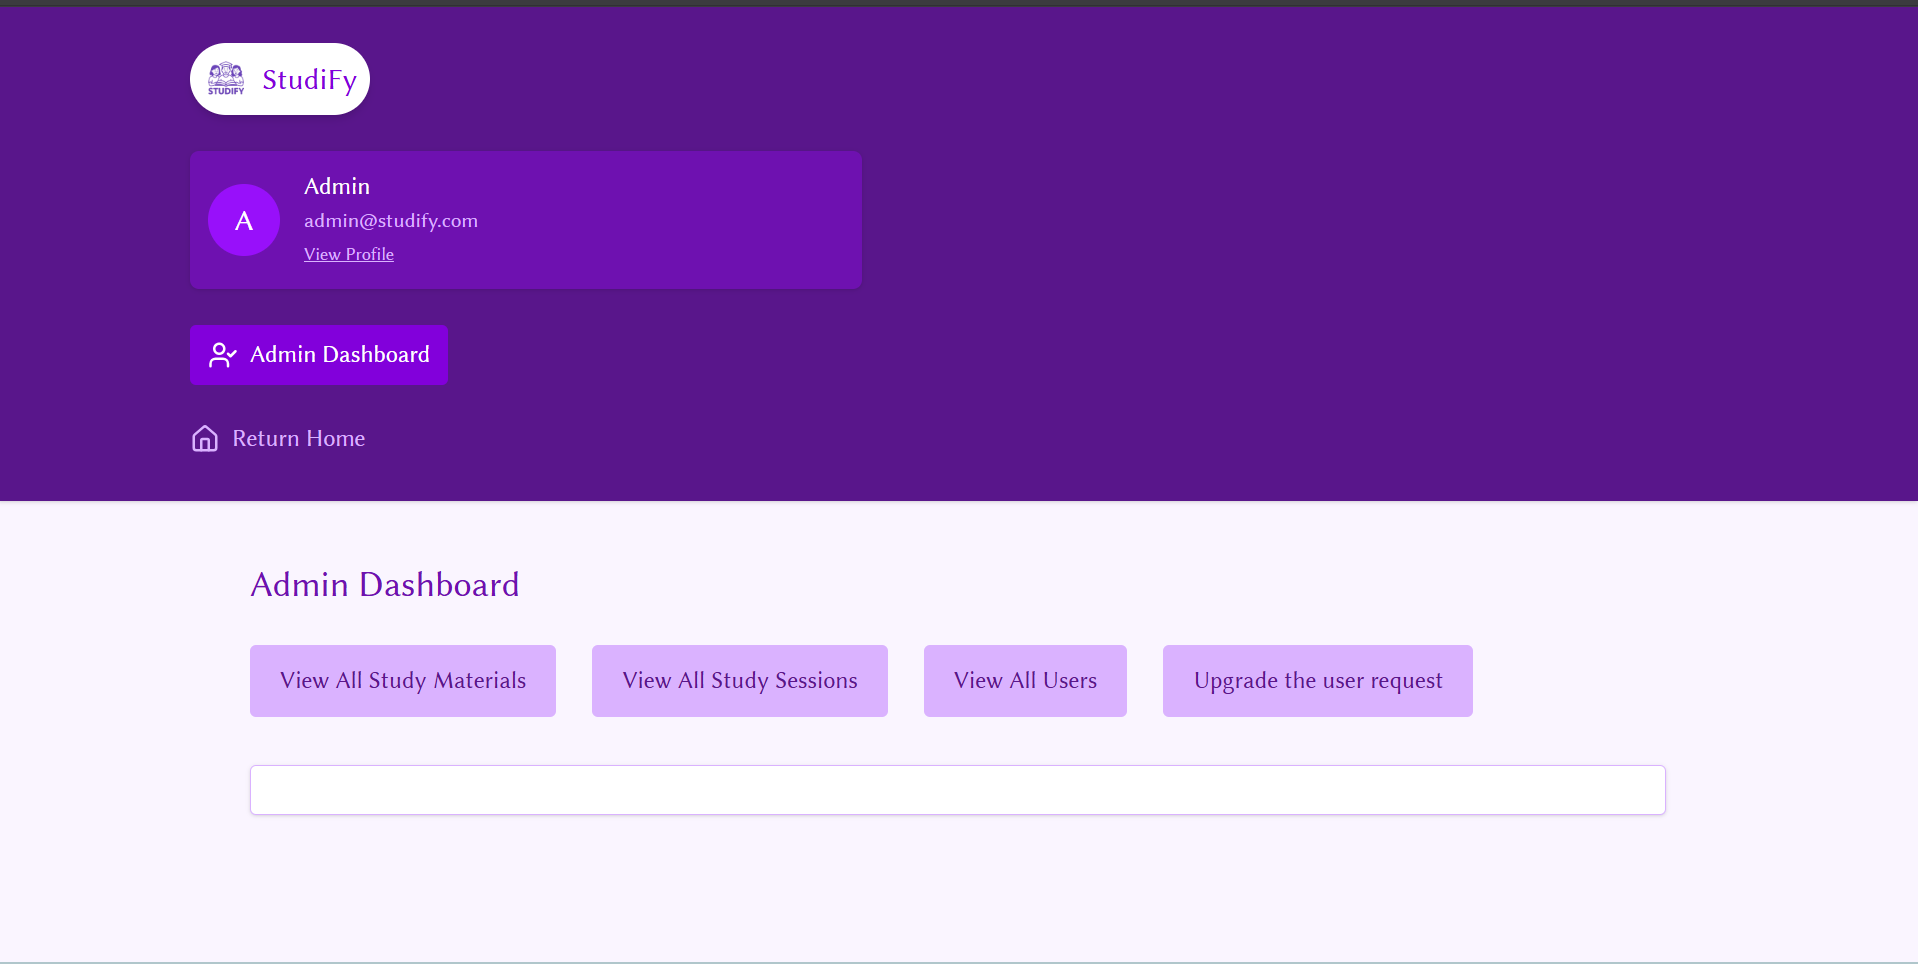 STUDIFY
StudiFy
A
Admin
admin@studify.com
View Profile
Admin Dashboard
Return Home
Admin Dashboard
View All Study Materials
View All Study Sessions
View All Users
Upgrade the user request